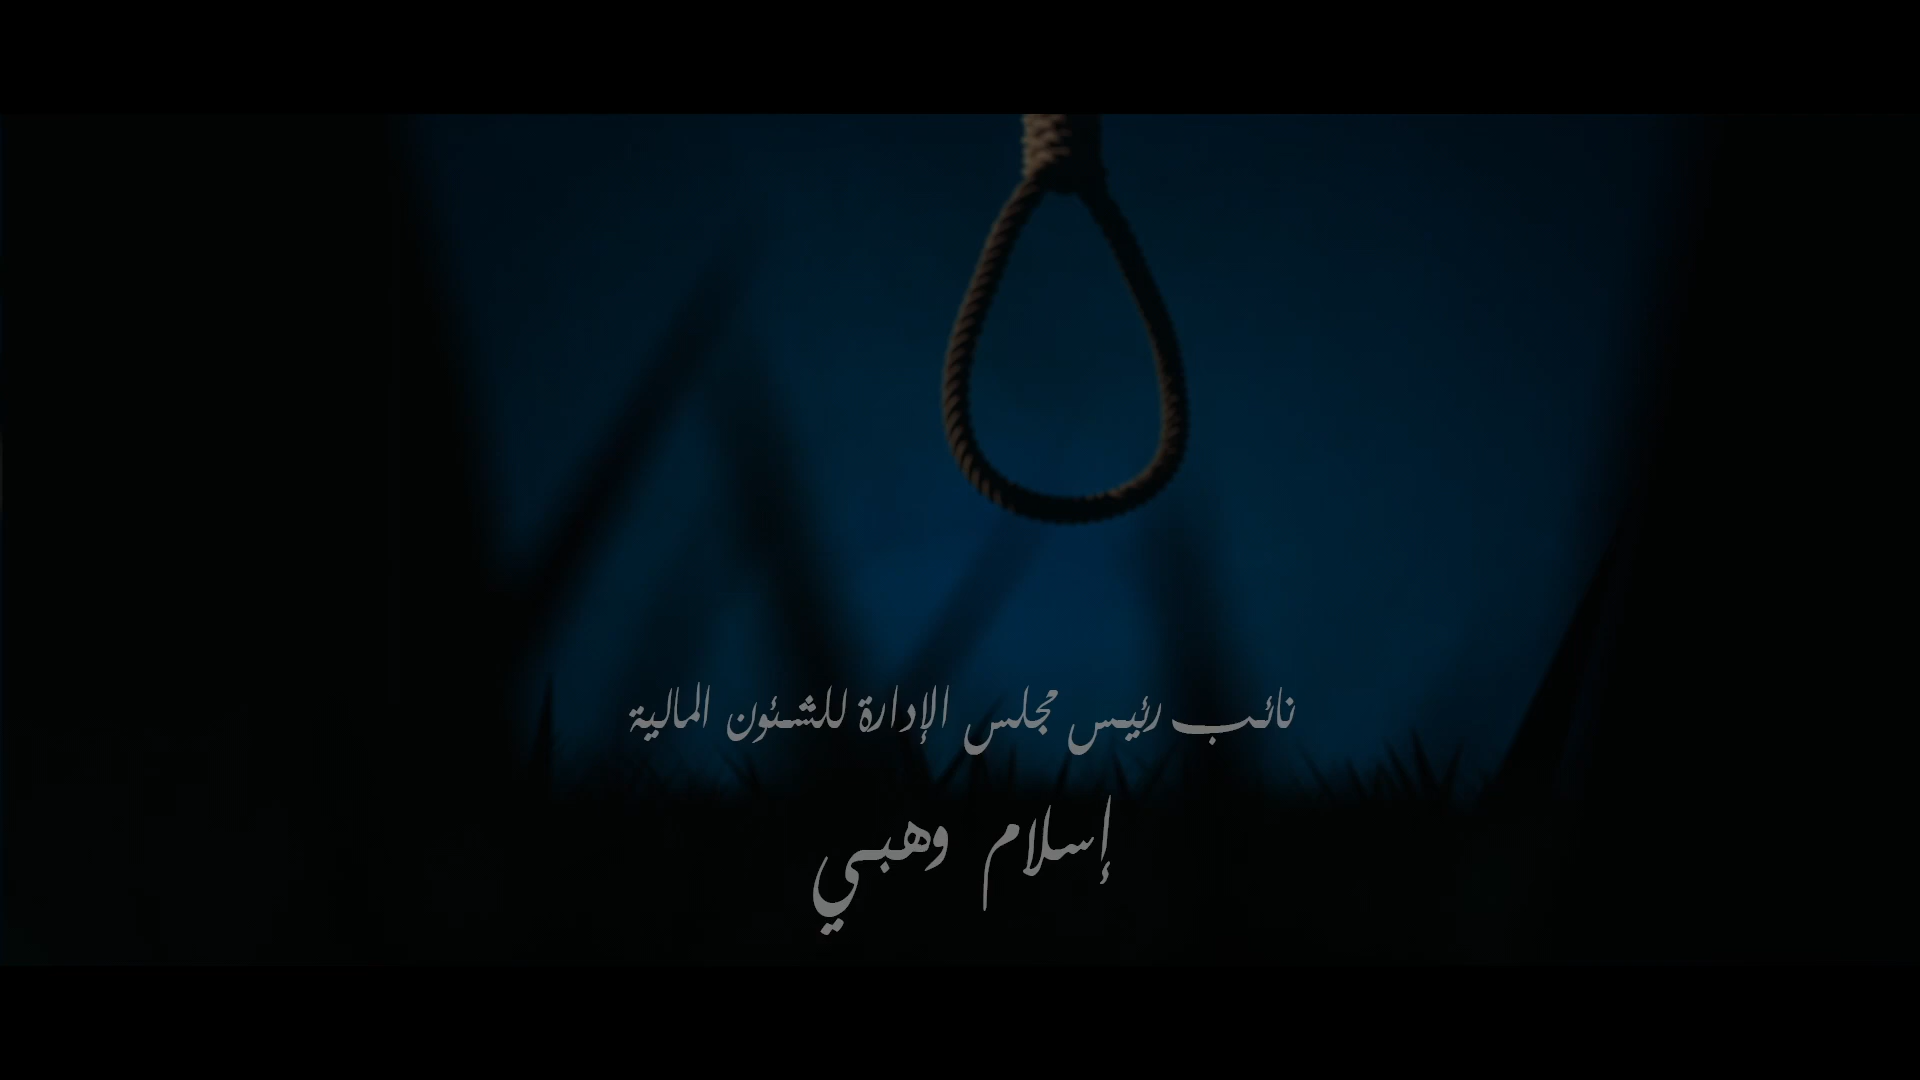 نائب رئيس مجلس الإدارة للشئون المالية
إسلام وهبي